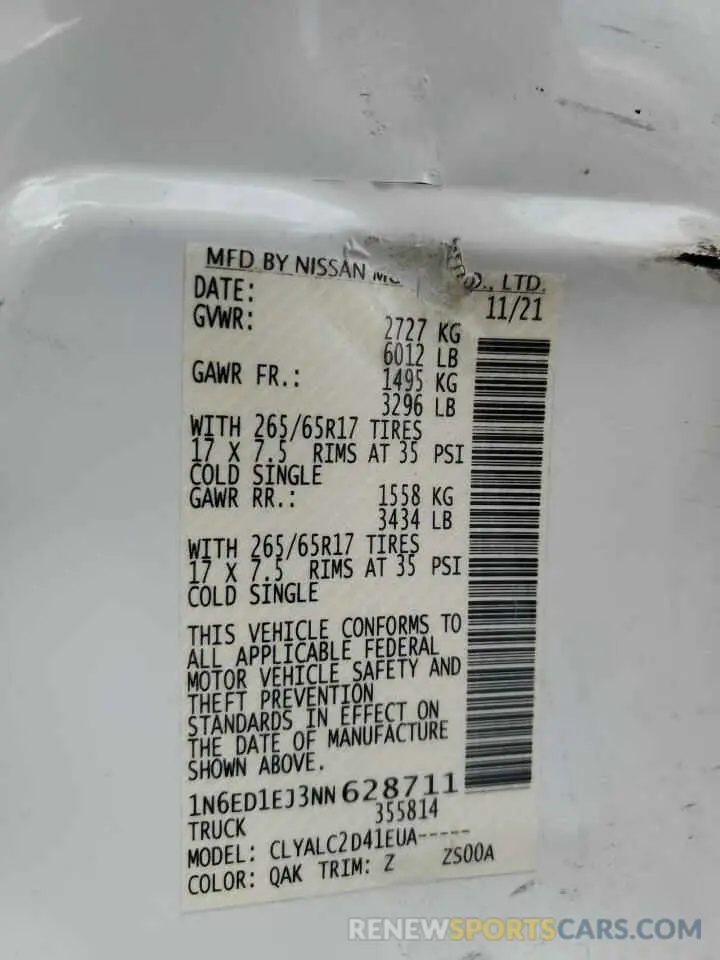 MFD BY NISSAN LTD.
DATE: 11/21
GVWR: 2727 KG
6012 LB
GAWR FR.: 1495 KG
3296 LB
WITH 265/65R17 TIRES
17 X 7.5 RIMS AT 35 PSI
COLD SINGLE
GAWR RR.: 1558 KG
3434 LB
WITH 265/65R17 TIRES
17 X 7.5 RIMS AT 35 PSI
COLD SINGLE
THIS VEHICLE CONFORMS TO
ALL APPLICABLE FEDERAL
MOTOR VEHICLE SAFETY AND
THEFT PREVENTION
STANDARDS IN EFFECT ON
THE DATE OF MANUFACTURE
SHOWN ABOVE.
1N6ED1EJ3NN628711
TRUCK 355814
MODEL: CLYALC2D41EUA-----
COLOR: QAK TRIM: Z ZS00A
RENEWSPORTSCARS.COM